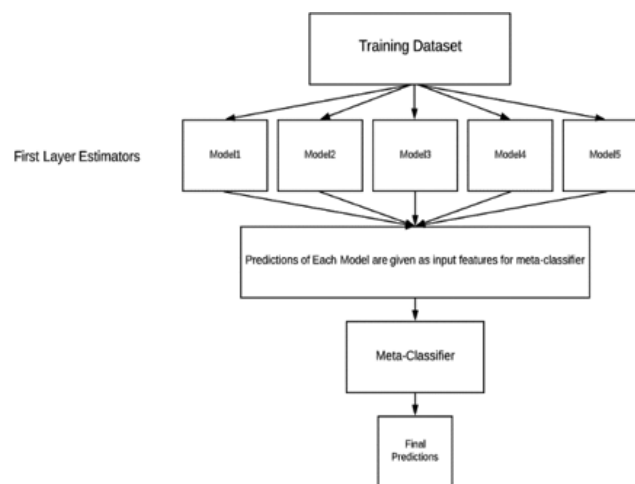 Training Dataset
First Layer Estimators
Model1
Model2
Model3
Model4
Model5
Predictions of Each Model are given as input features for meta-classifier
Meta-Classifier
Final
Predictions